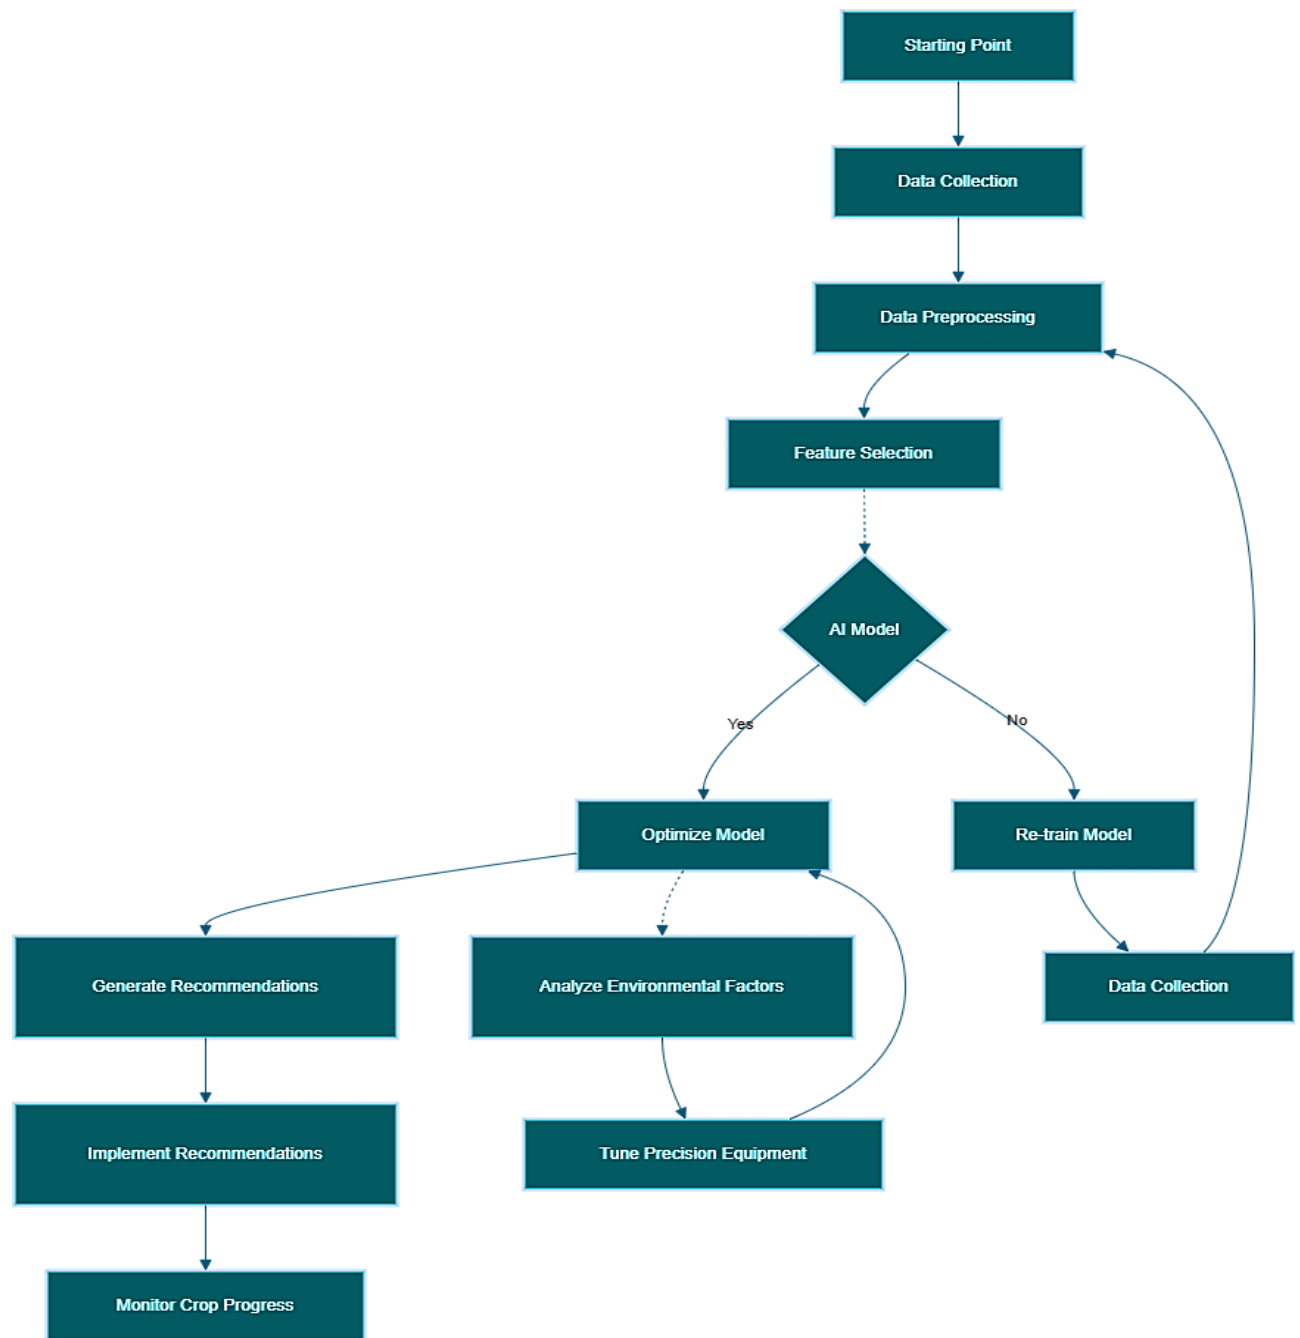 Starting Point
Data Collection
Data Preprocessing
Feature Selection
AI Model
Yes
No
Optimize Model
Re-train Model
Generate Recommendations
Analyze Environmental Factors
Data Collection
Implement Recommendations
Tune Precision Equipment
Monitor Crop Progress